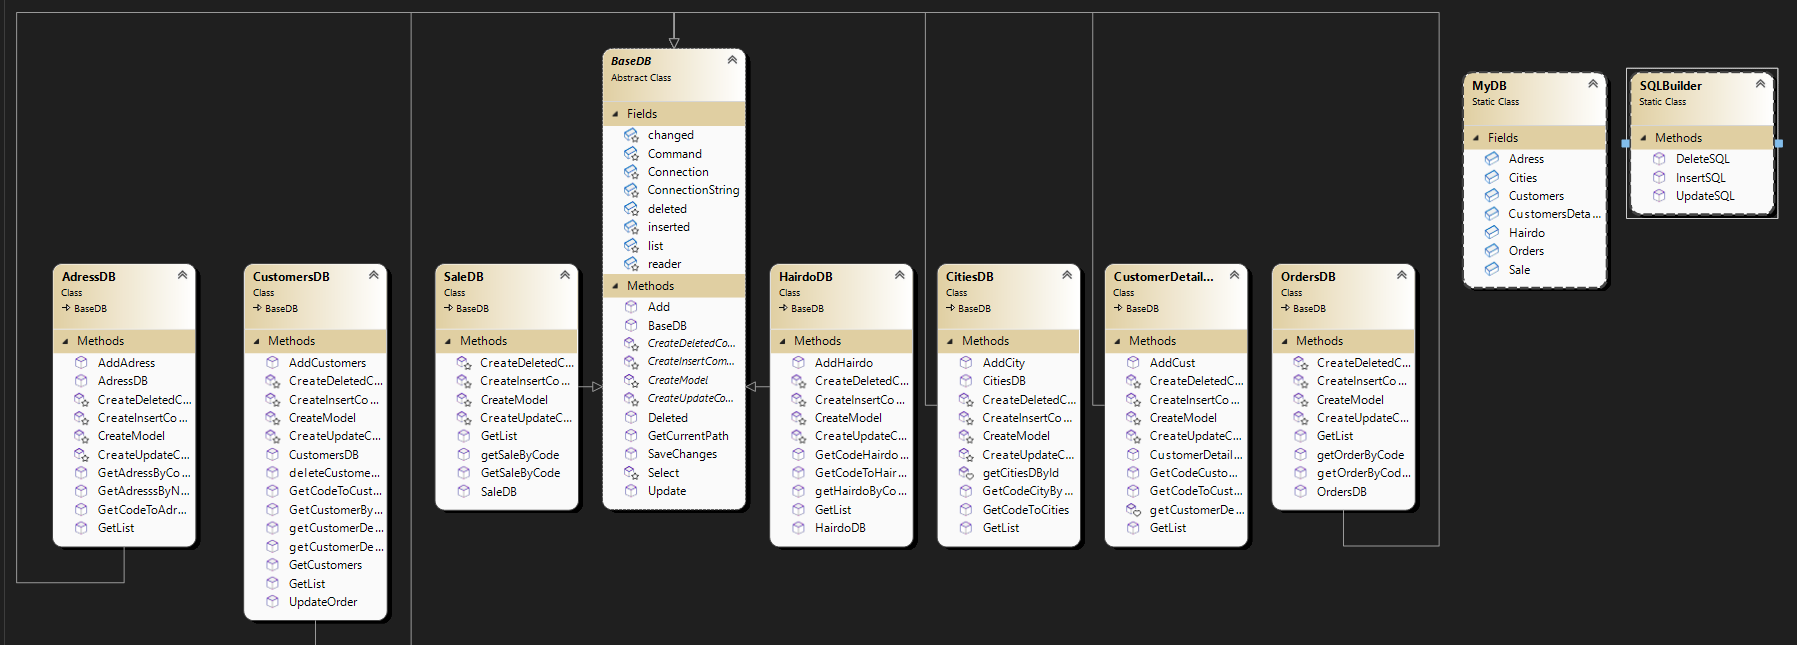 BaseDB
Abstract Class
Fields
changed
Command
Connection
ConnectionString
deleted
inserted
list
reader
Methods
Add
BaseDB
CreateDeletedCo...
CreateInsertCom...
CreateModel
CreateUpdateCo...
Deleted
GetCurrentPath
SaveChanges
Select
Update
MyDB
Static Class
Fields
Adress
Cities
Customers
CustomersDeta...
Hairdo
Orders
Sale
SQLBuilder
Static Class
Methods
DeleteSQL
InsertSQL
UpdateSQL
AdressDB
Class
BaseDB
Methods
AddAdress
AdressDB
CreateDeletedC...
CreateInsertCo...
CreateModel
CreateUpdateC...
GetAdressByCo...
GetAdresssByN...
GetCodeToAdr...
GetList
CustomersDB
Class
BaseDB
Methods
AddCustomers
CreateDeletedC...
CreateInsertCo...
CreateModel
CreateUpdateC...
CustomersDB
deleteCustome...
GetCodeToCust...
GetCustomerBy...
getCustomerDe...
getCustomerDe...
GetCustomers
GetList
UpdateOrder
SaleDB
Class
BaseDB
Methods
CreateDeletedC...
CreateInsertCo...
CreateModel
CreateUpdateC...
GetList
getSaleByCode
GetSaleByCode
SaleDB
HairdoDB
Class
BaseDB
Methods
AddHairdo
CreateDeletedC...
CreateInsertCo...
CreateModel
CreateUpdateC...
GetCodeHairdo...
GetCodeToHair...
getHairdoByCo...
GetList
HairdoDB
CitiesDB
Class
BaseDB
Methods
AddCity
CitiesDB
CreateDeletedC...
CreateInsertCo...
CreateModel
CreateUpdateC...
getCitiesDById
GetCodeCityBy...
GetCodeToCities
GetList
CustomerDetail...
Class
BaseDB
Methods
AddCust
CreateDeletedC...
CreateInsertCo...
CreateModel
CreateUpdateC...
CustomerDetail...
GetCodeCusto...
GetCodeToCust...
getCustomerDe...
GetList
OrdersDB
Class
BaseDB
Methods
CreateDeletedC...
CreateInsertCo...
CreateModel
CreateUpdateC...
GetList
getOrderByCode
getOrderByCod...
OrdersDB